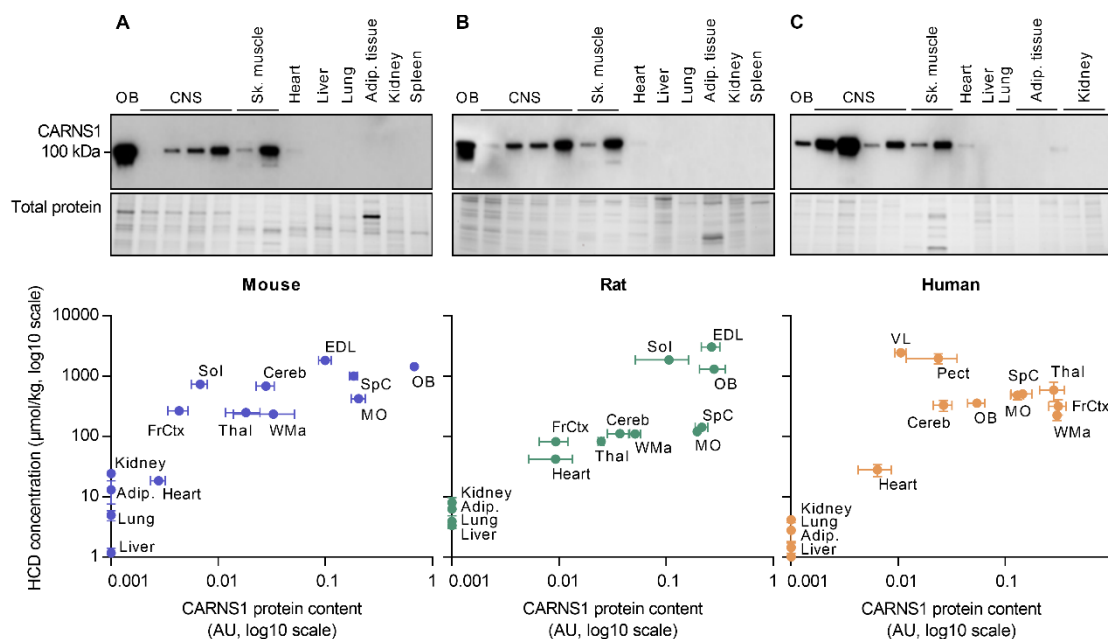 A
B
C
OB
CNS
Sk. muscle
Heart
Liver
Lung
Adip. tissue
Kidney
Spleen
OB
CNS
Sk. muscle
Heart
Liver
Lung
Adip. tissue
Kidney
Spleen
OB
CNS
Sk. muscle
Heart
Liver
Lung
Adip. tissue
Kidney
CARNS1
100 kDa
Total protein
Mouse
Rat
Human
HCD concentration (µmol/kg, log10 scale)
10000
1000
100
10
1
EDL
Sol
Cereb
SpC
OB
MO
FrCtx
Thal
WMa
Kidney
Adip.
Heart
Lung
Liver
0.001
0.01
0.1
1
CARNS1 protein content
(AU, log10 scale)
EDL
Sol
OB
SpC
FrCtx
Cereb
Thal
WMa
MO
Heart
Kidney
Adip.
Lung
Liver
0.001
0.01
0.1
1
CARNS1 protein content
(AU, log10 scale)
VL
Pect
Thal
SpC
Cereb
OB
MO
FrCtx
WMa
Heart
Kidney
Lung
Adip.
Liver
0.001
0.01
0.1
1
CARNS1 protein content
(AU, log10 scale)